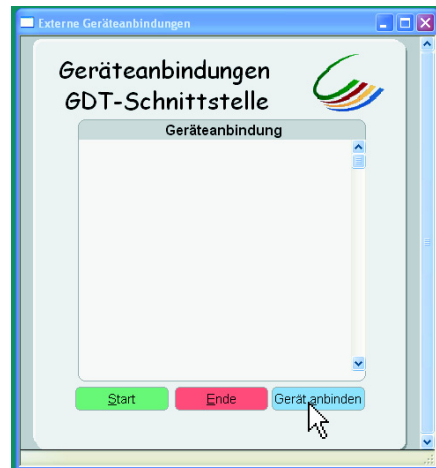 Externe Geräteanbindungen
Geräteanbindungen
GDT-Schnittstelle
Geräteanbindung
Start
Ende
Gerät anbinden